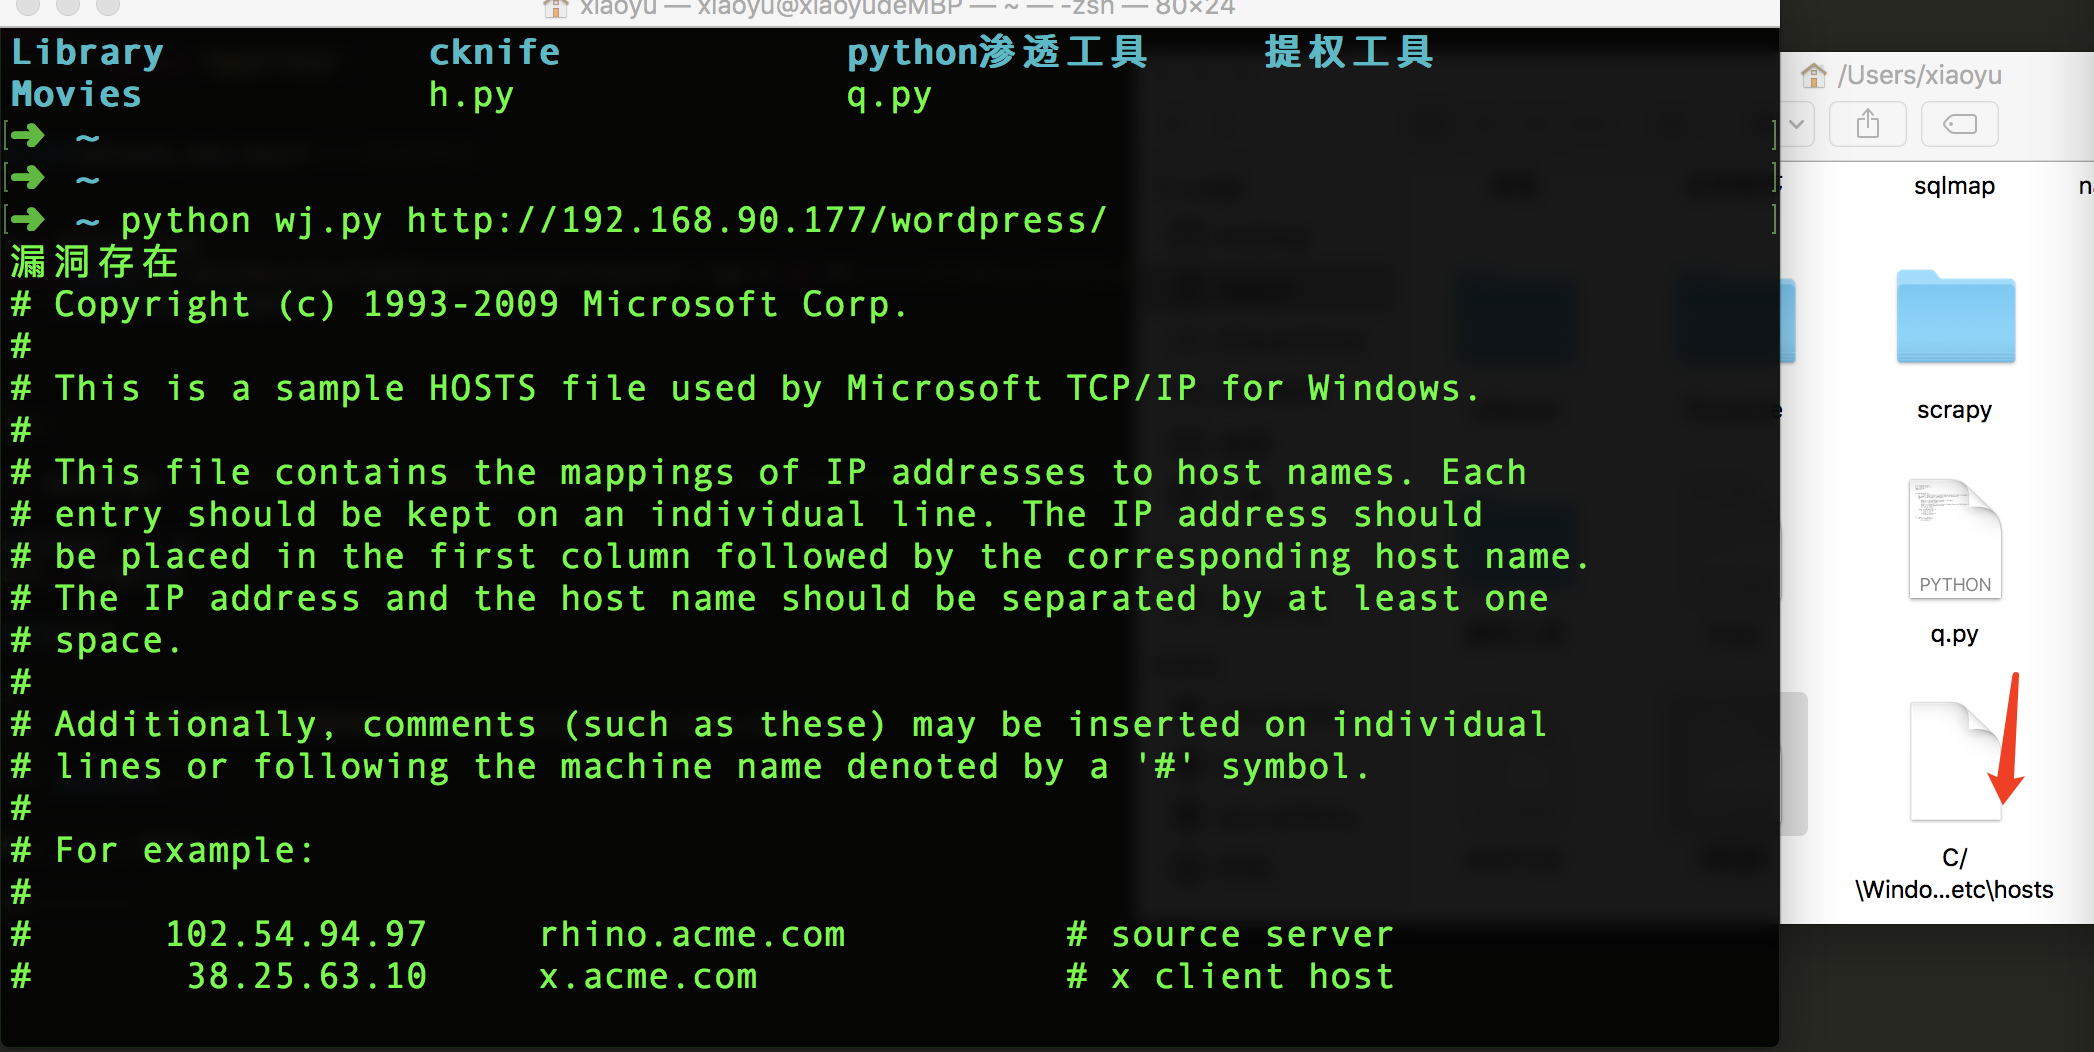 xiaoyu — xiaoyu@xiaoyudeMBP — ~ — -zsh — 80×24
Library cknife python渗透工具 提权工具
Movies h.py q.py
➜ ~
➜ ~
➜ ~ python wj.py http://192.168.90.177/wordpress/
漏洞存在
# Copyright (c) 1993-2009 Microsoft Corp.
#
# This is a sample HOSTS file used by Microsoft TCP/IP for Windows.
#
# This file contains the mappings of IP addresses to host names. Each
# entry should be kept on an individual line. The IP address should
# be placed in the first column followed by the corresponding host name.
# The IP address and the host name should be separated by at least one
# space.
#
# Additionally, comments (such as these) may be inserted on individual
# lines or following the machine name denoted by a '#' symbol.
#
# For example:
#
# 102.54.94.97 rhino.acme.com # source server
# 38.25.63.10 x.acme.com # x client host
/Users/xiaoyu
sqlmap
scrapy
PYTHON
q.py
C/
\Windo...etc\hosts